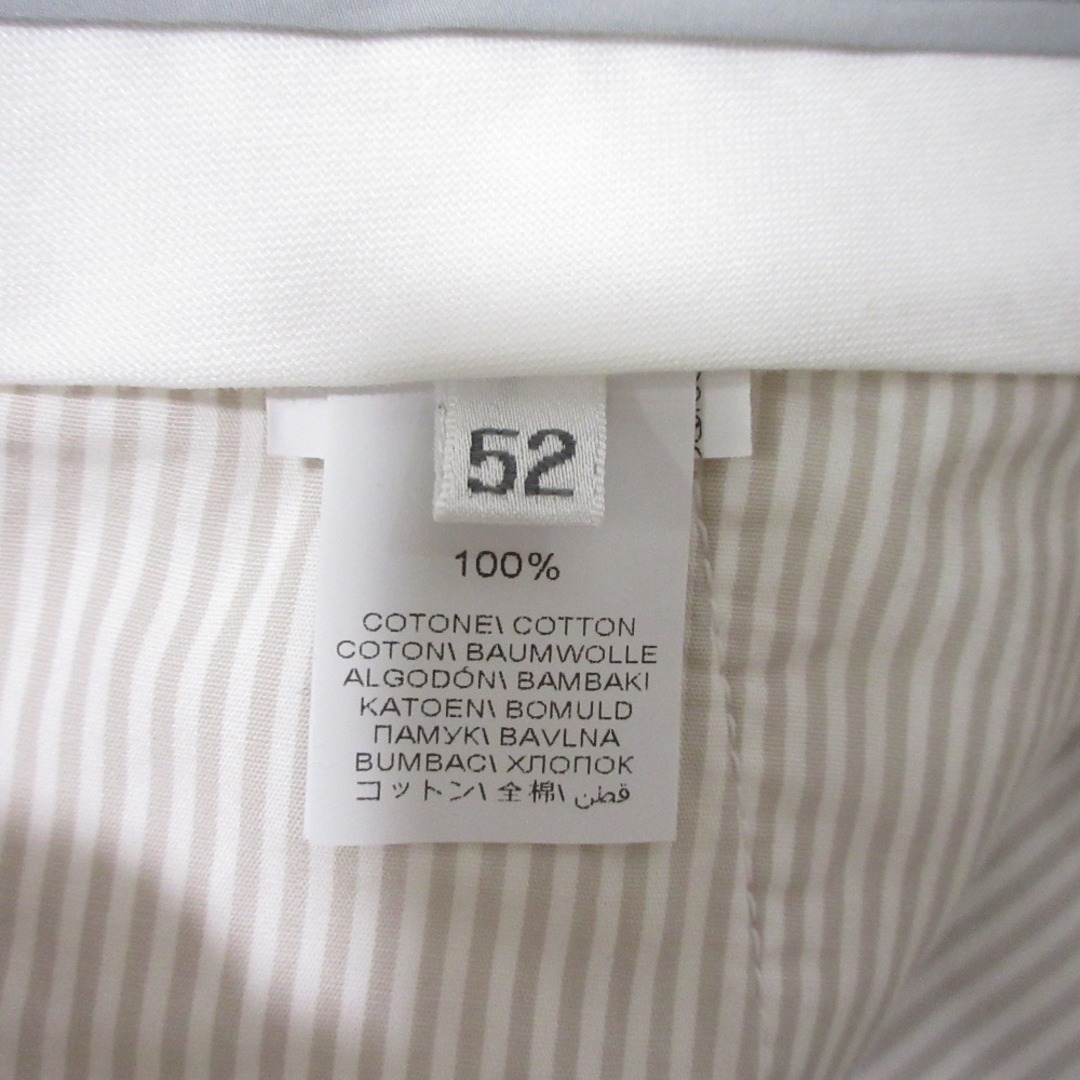 52
100%
COTONE\ COTTON
COTON\ BAUMWOLLE
ALGODÓN\ BAMBAKI
KATOEN\ BOMULD
ПАМУК\ BAVLNA
BUMBAC\ ХЛОПОК
コットン\ 全棉\ قطن